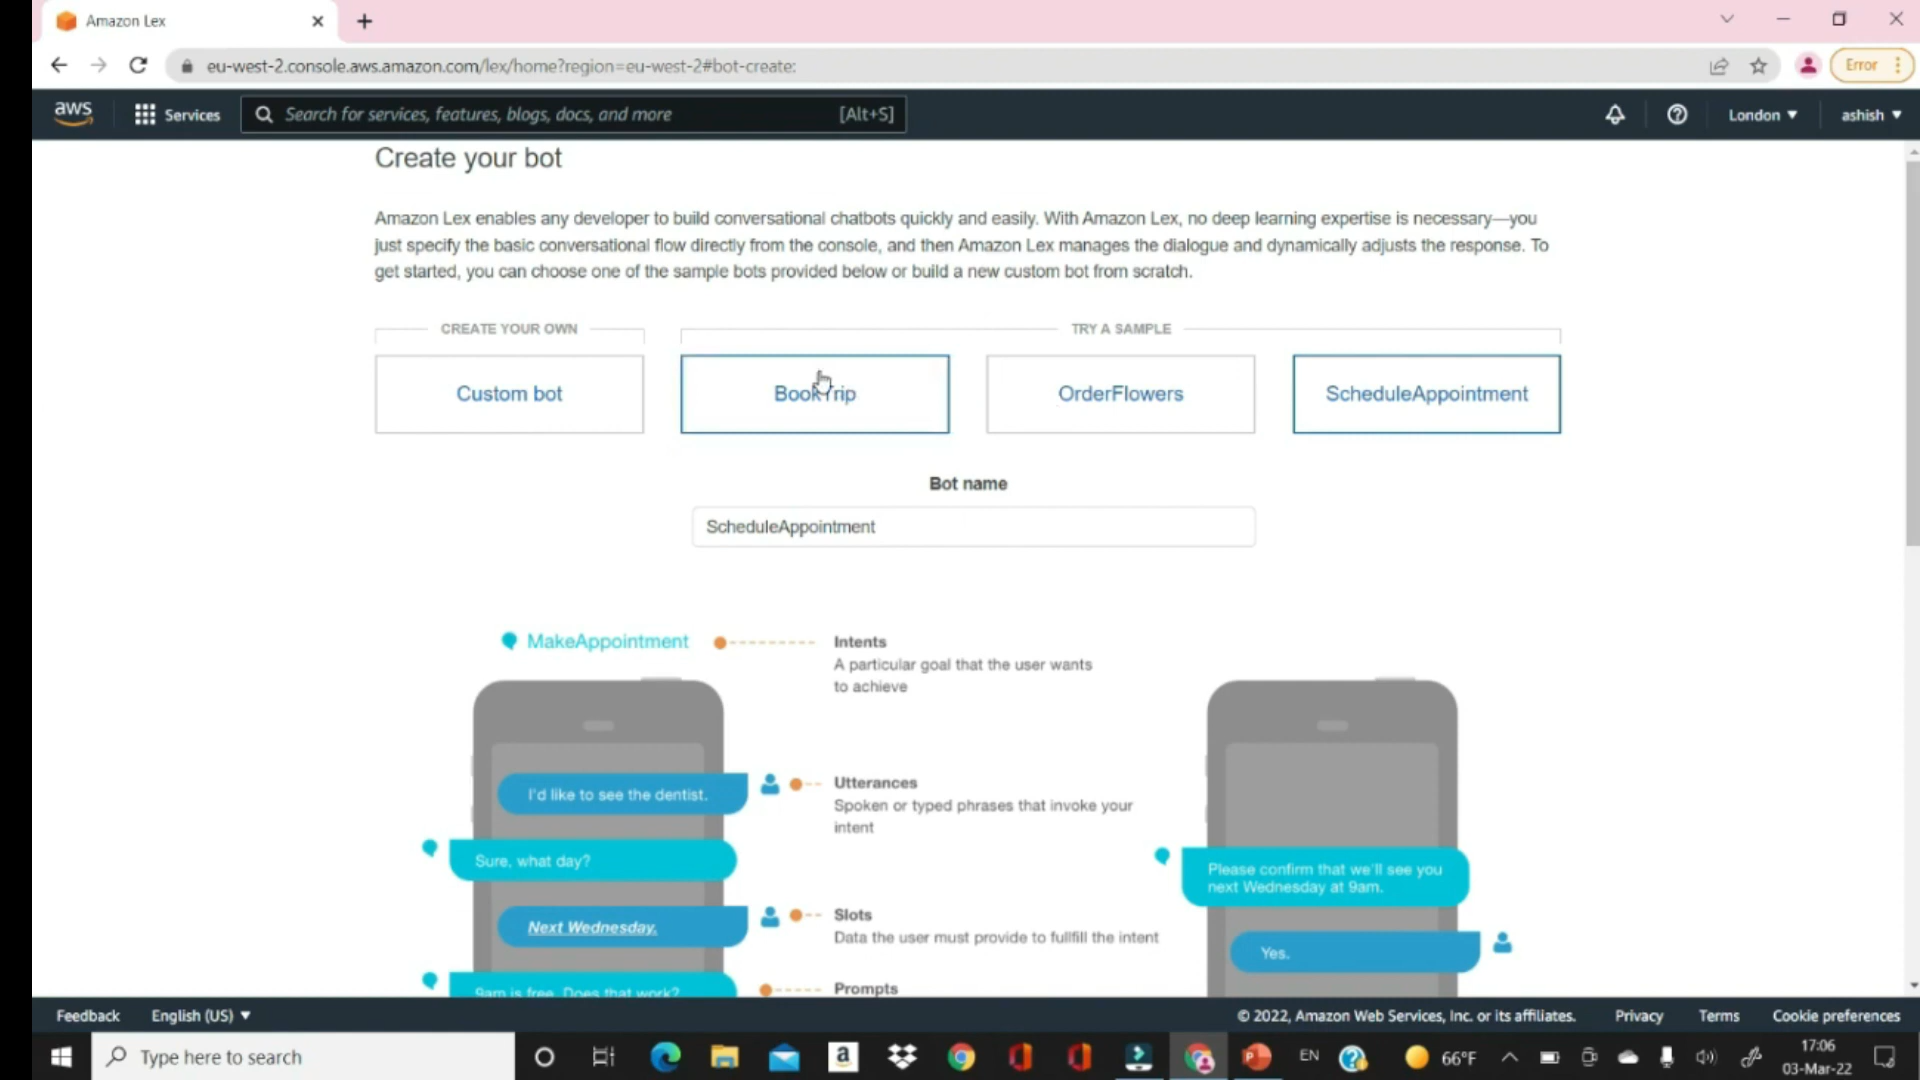 Amazon Lex
eu-west-2.console.aws.amazon.com/lex/home?region=eu-west-2#bot-create:
Error
aws
Services
Search for services, features, blogs, docs, and more
[Alt+S]
London
ashish
Create your bot
Amazon Lex enables any developer to build conversational chatbots quickly and easily. With Amazon Lex, no deep learning expertise is necessary—you
just specify the basic conversational flow directly from the console, and then Amazon Lex manages the dialogue and dynamically adjusts the response. To
get started, you can choose one of the sample bots provided below or build a new custom bot from scratch.
CREATE YOUR OWN
TRY A SAMPLE
Custom bot
BookTrip
OrderFlowers
ScheduleAppointment
Bot name
ScheduleAppointment
MakeAppointment
Intents
A particular goal that the user wants
to achieve
I'd like to see the dentist.
Utterances
Spoken or typed phrases that invoke your
intent
Sure, what day?
Please confirm that we'll see you
next Wednesday at 9am.
Next Wednesday.
Slots
Data the user must provide to fullfill the intent
Yes.
9am is free. Does that work?
Prompts
Feedback
English (US)
© 2022, Amazon Web Services, Inc. or its affiliates.
Privacy
Terms
Cookie preferences
Type here to search
a
P
EN
66°F
17:06
03-Mar-22